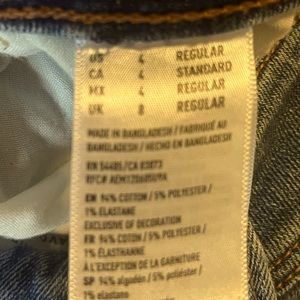 US 4 REGULAR
CA 4 STANDARD
MX 4 REGULAR
UK 8 REGULAR
MADE IN BANGLADESH / FABRIQUÉ AU
BANGLADESH / HECHO EN BANGLADESH
RN 54485/CA 03873
EN 94% COTTON / 5% POLYESTER /
1% ELASTANE
EXCLUSIVE OF DECORATION
FR 94% COTTON / 5% POLYESTER /
1% ÉLASTHANNE
À L'EXCEPTION DE LA GARNITURE
SP 94% algodón / 5% poliéster /
1% elastano